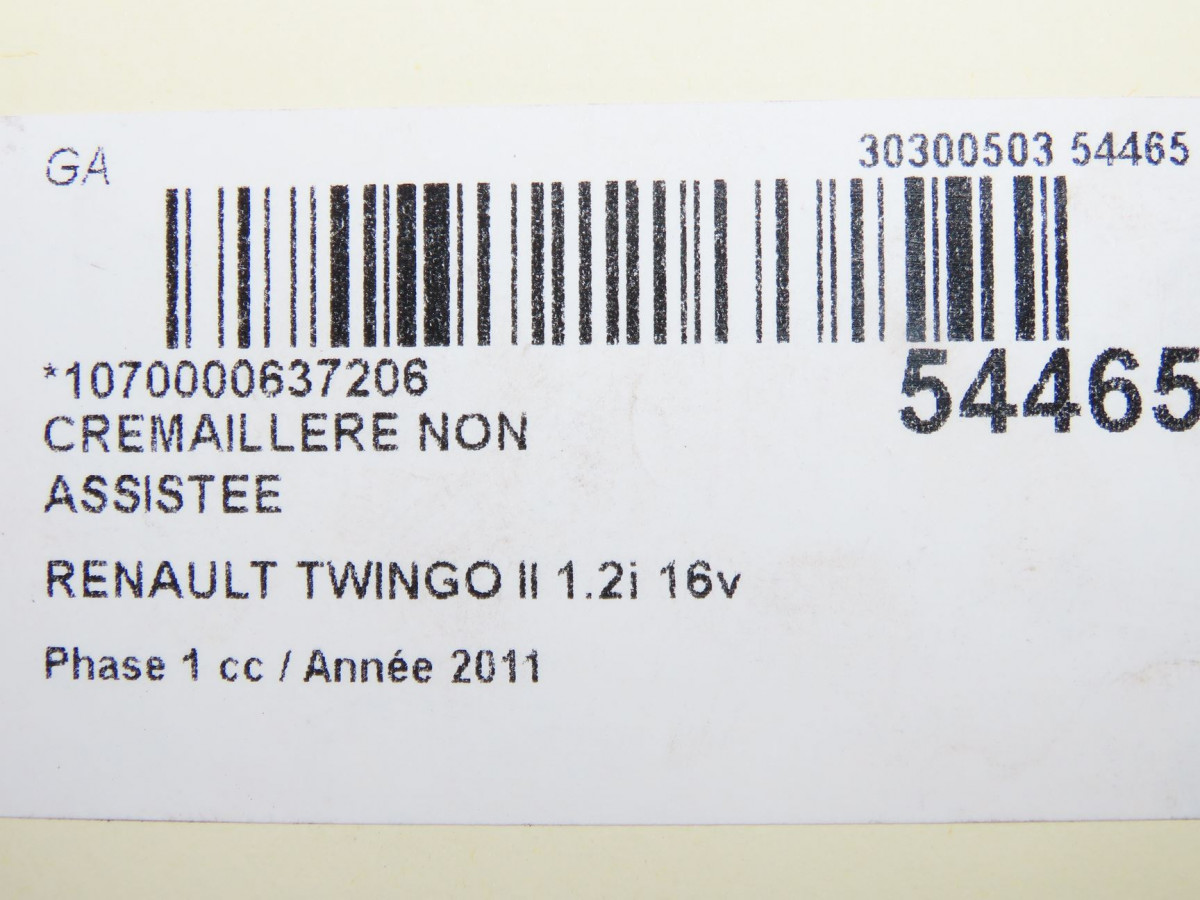 GA
30300503 54465
*1070000637206
54465
CREMAILLERE NON
ASSISTEE
RENAULT TWINGO II 1.2i 16v
Phase 1 cc / Année 2011